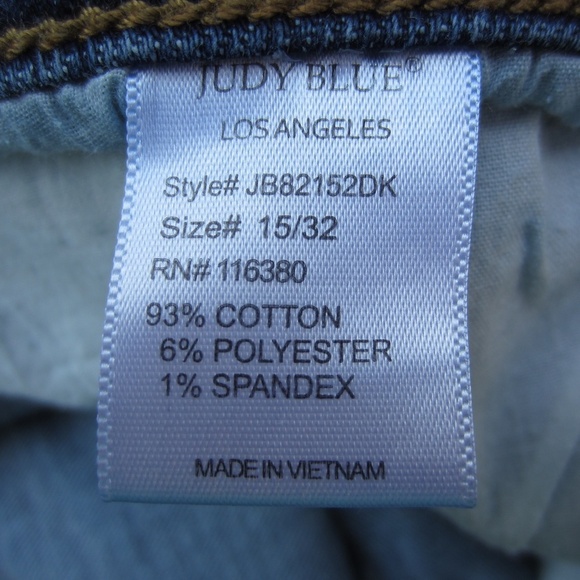 JUDY BLUE®
LOS ANGELES
Style# JB82152DK
Size# 15/32
RN# 116380
93% COTTON
6% POLYESTER
1% SPANDEX
MADE IN VIETNAM